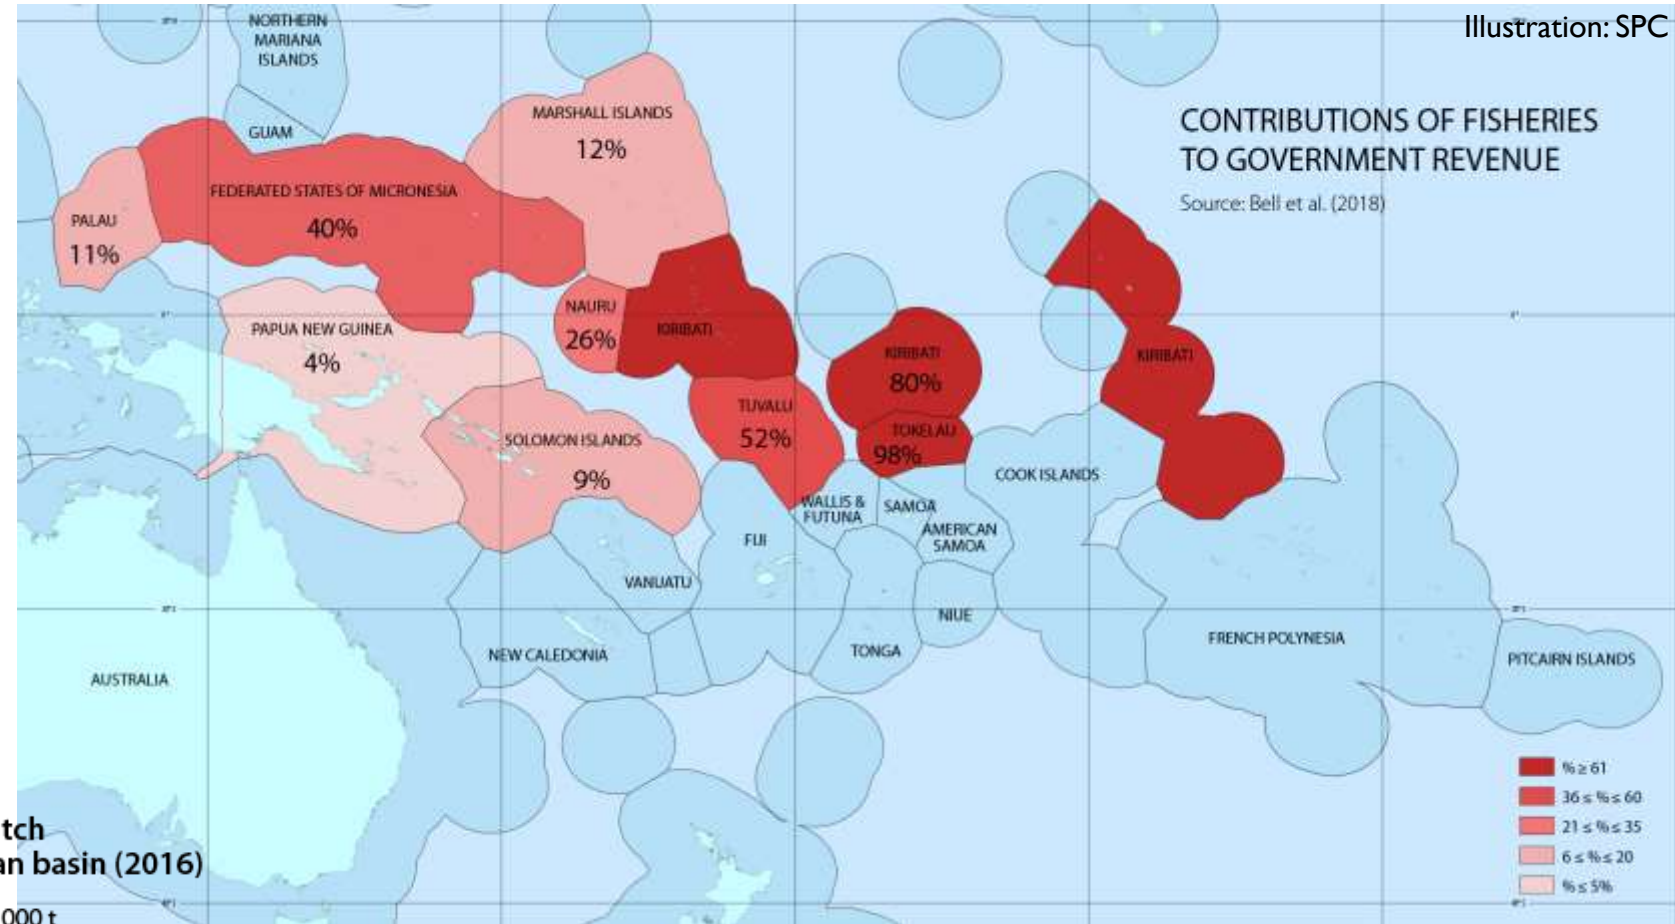 Illustration: SPC
NORTHERN
MARIANA
ISLANDS
GUAM
MARSHALL ISLANDS
12%
CONTRIBUTIONS OF FISHERIES
TO GOVERNMENT REVENUE
Source: Bell et al. (2018)
FEDERATED STATES OF MICRONESIA
40%
PALAU
11%
NAURU
26%
KIRIBATI
PAPUA NEW GUINEA
4%
KIRIBATI
80%
KIRIBATI
TUVALU
52%
TOKELAU
98%
SOLOMON ISLANDS
9%
COOK ISLANDS
WALLIS &
FUTUNA
SAMOA
AMERICAN
SAMOA
FIJI
VANUATU
NIUE
NEW CALEDONIA
TONGA
FRENCH POLYNESIA
PITCAIRN ISLANDS
AUSTRALIA
% ≥ 61
36 ≤ % ≤ 60
21 ≤ % ≤ 35
6 ≤ % ≤ 20
% ≤ 5%
tch
an basin (2016)
000 t